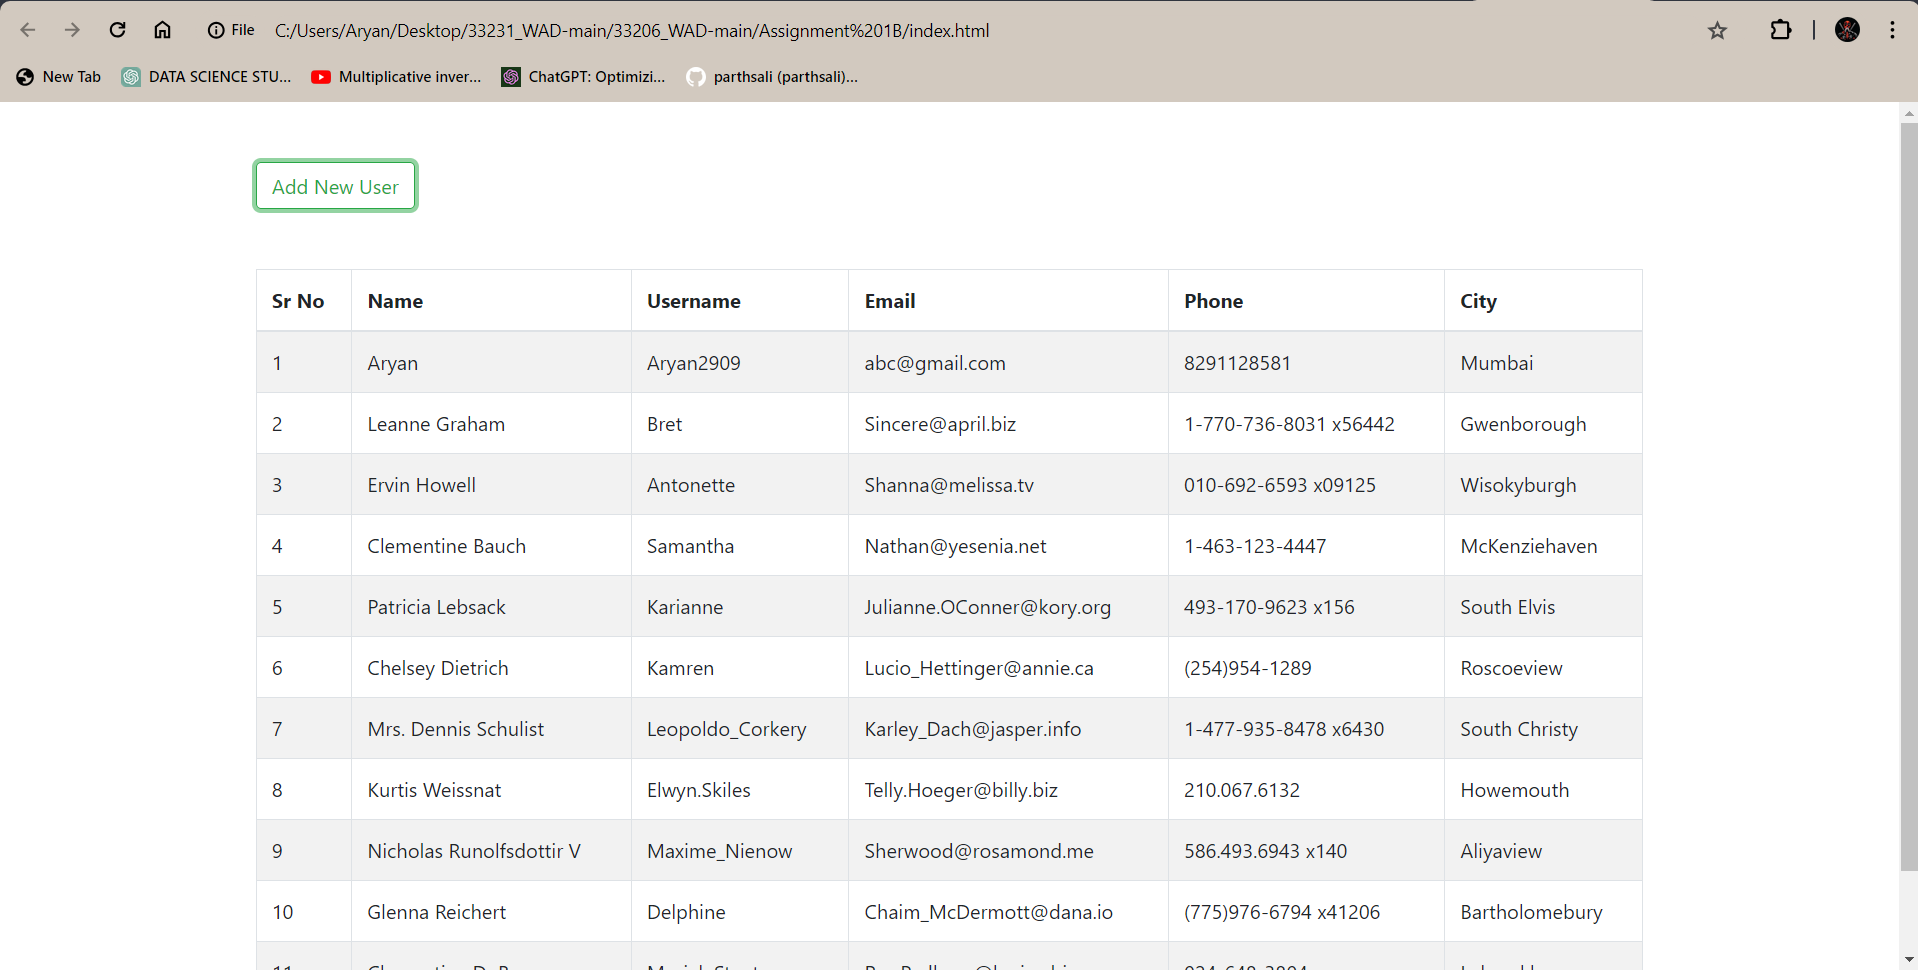 File C:/Users/Aryan/Desktop/33231_WAD-main/33206_WAD-main/Assignment%201B/index.html
New Tab DATA SCIENCE STU... Multiplicative inver... ChatGPT: Optimizi... parthsali (parthsali)...
Add New User
Sr No Name Username Email Phone City
1 Aryan Aryan2909 abc@gmail.com 8291128581 Mumbai
2 Leanne Graham Bret Sincere@april.biz 1-770-736-8031 x56442 Gwenborough
3 Ervin Howell Antonette Shanna@melissa.tv 010-692-6593 x09125 Wisokyburgh
4 Clementine Bauch Samantha Nathan@yesenia.net 1-463-123-4447 McKenziehaven
5 Patricia Lebsack Karianne Julianne.OConner@kory.org 493-170-9623 x156 South Elvis
6 Chelsey Dietrich Kamren Lucio_Hettinger@annie.ca (254)954-1289 Roscoeview
7 Mrs. Dennis Schulist Leopoldo_Corkery Karley_Dach@jasper.info 1-477-935-8478 x6430 South Christy
8 Kurtis Weissnat Elwyn.Skiles Telly.Hoeger@billy.biz 210.067.6132 Howemouth
9 Nicholas Runolfsdottir V Maxime_Nienow Sherwood@rosamond.me 586.493.6943 x140 Aliyaview
10 Glenna Reichert Delphine Chaim_McDermott@dana.io (775)976-6794 x41206 Bartholomebury